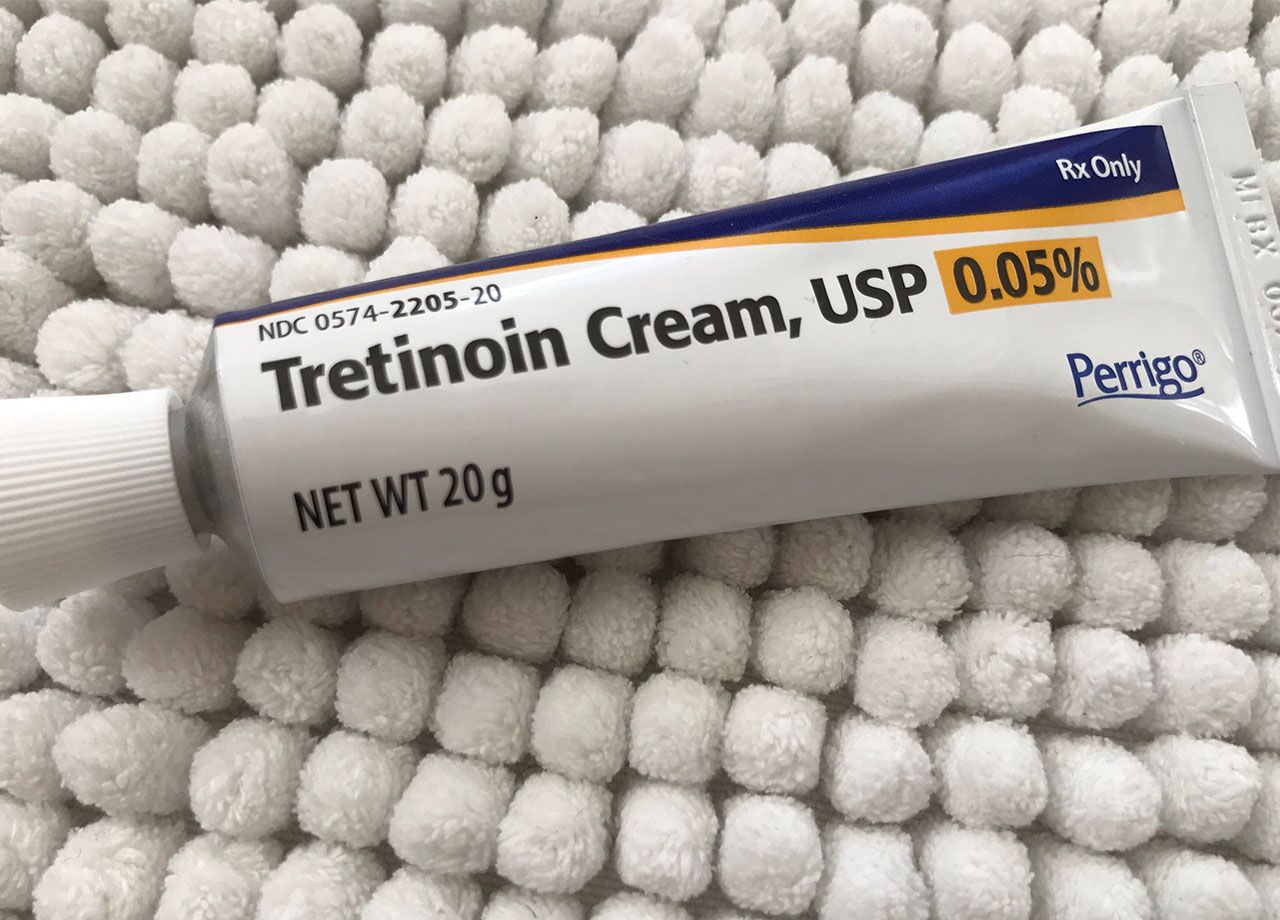 Rx Only
NDC 0574-2205-20
Tretinoin Cream, USP 0.05%
Perrigo®
NET WT 20 g